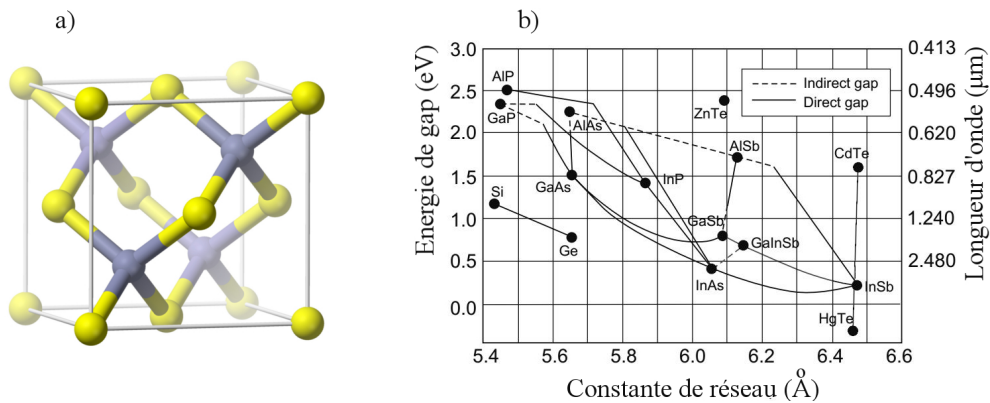 a)
b)
Energie de gap (eV)
3.0
2.5
2.0
1.5
1.0
0.5
0.0
AlP
GaP
AlAs
ZnTe
Indirect gap
Direct gap
AlSb
CdTe
InP
GaAs
Si
Ge
GaSb
GaInSb
InAs
InSb
HgTe
0.413
0.496
0.620
0.827
1.240
2.480
Longueur d'onde (µm)
5.4 5.6 5.8 6.0 6.2 6.4 6.6
Constante de réseau (Å)